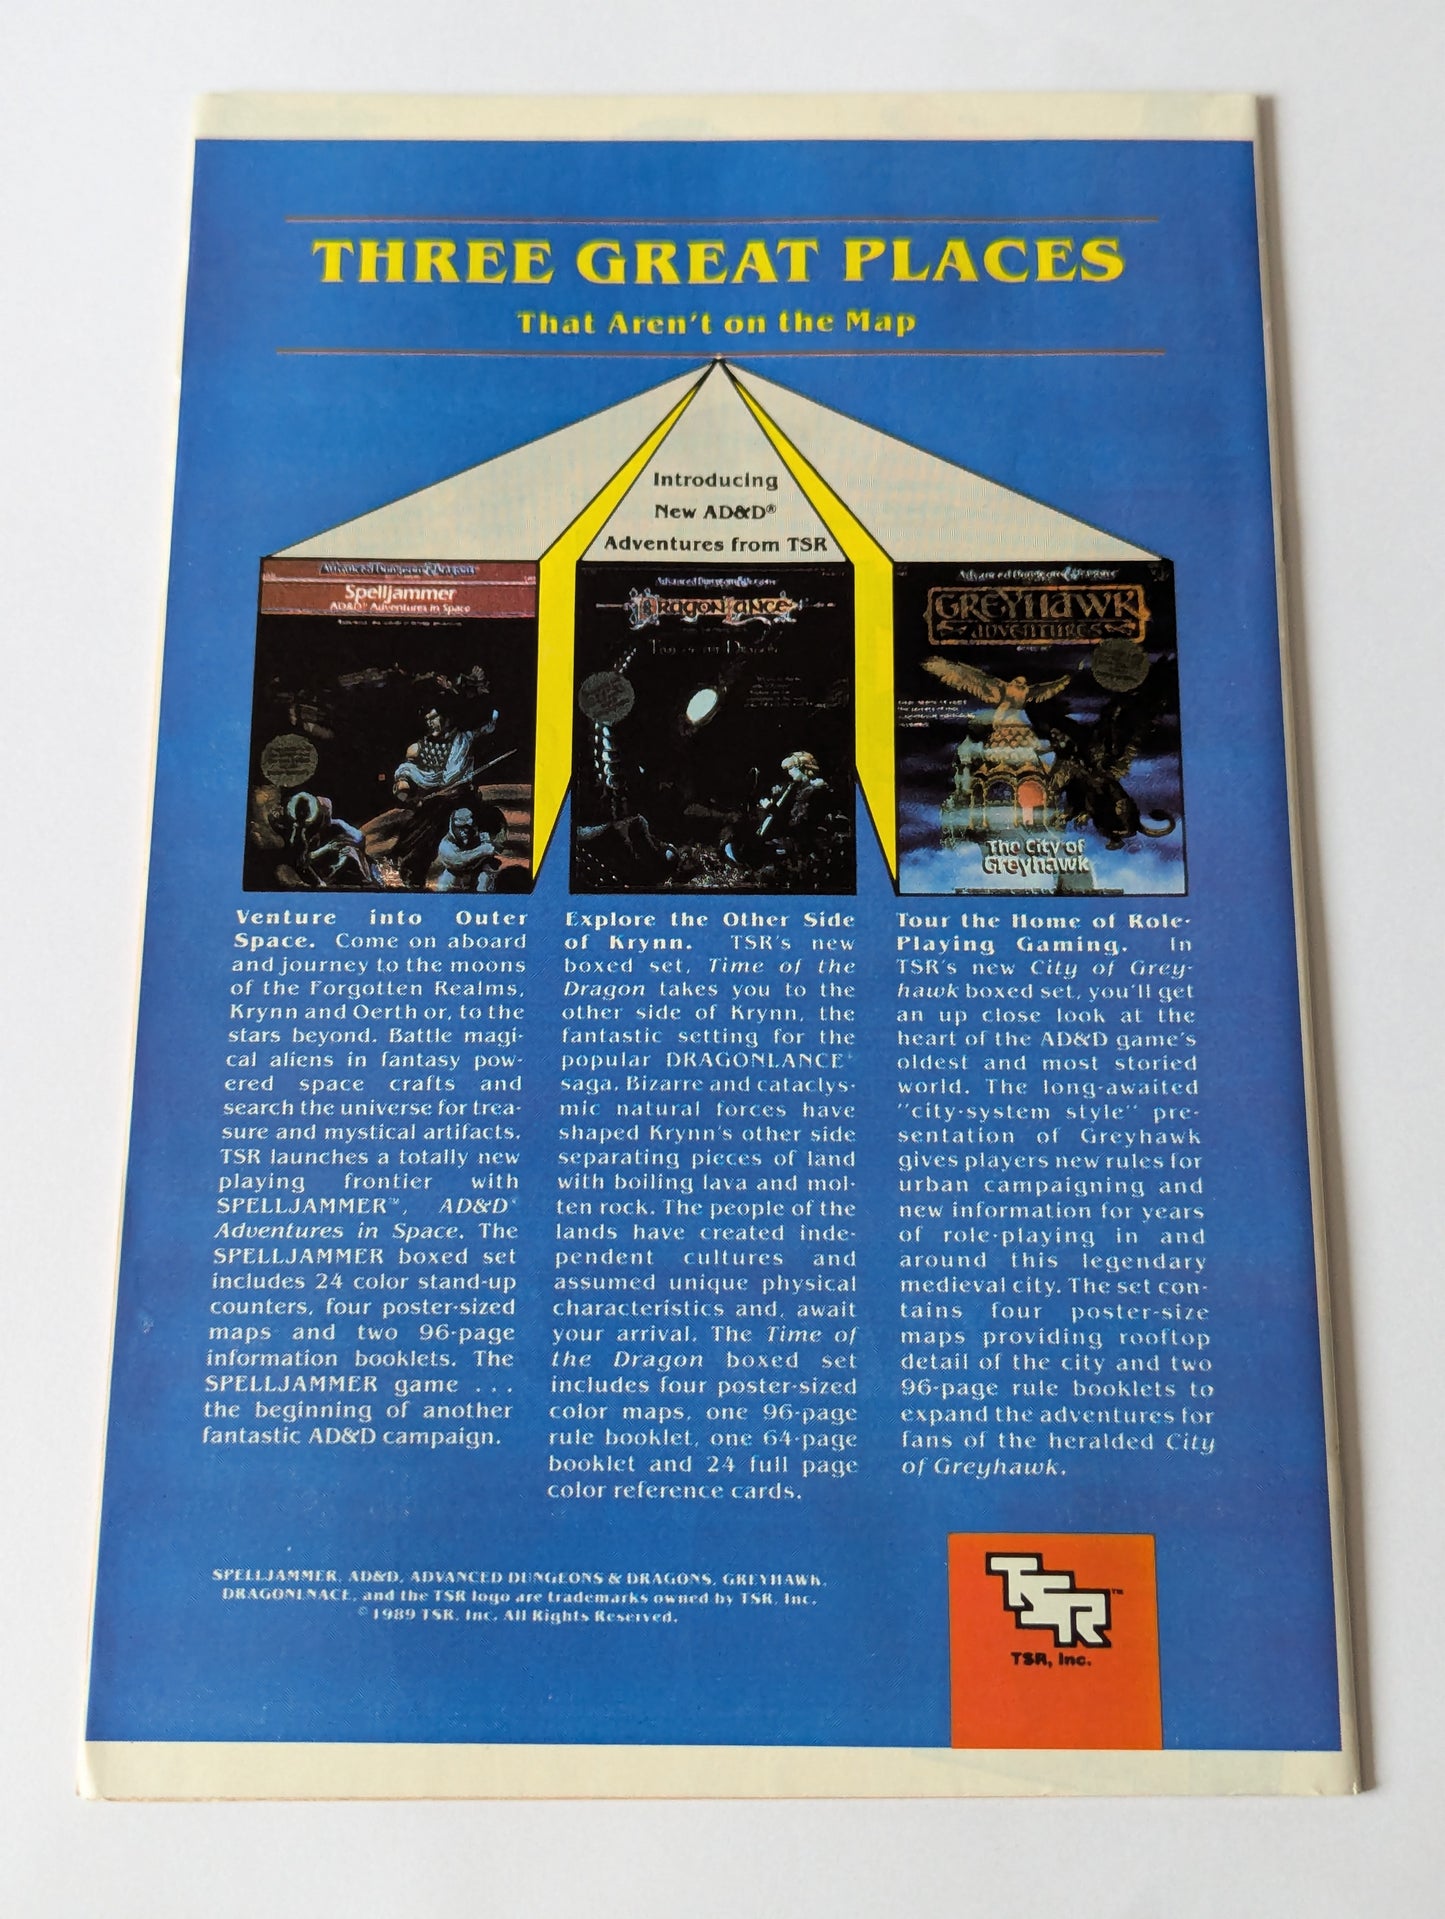 THREE GREAT PLACES
That Aren't on the Map
Introducing
New AD&D®
Adventures from TSR
Advanced Dungeons & Dragons
Spelljammer
AD&D® Adventures in Space
Advanced Dungeons & Dragons
DRAGONLANCE
Time of the Dragon
Advanced Dungeons & Dragons
GREYHAWK
ADVENTURES
The City of
Greyhawk
Venture into Outer
Space. Come on aboard
and journey to the moons
of the Forgotten Realms,
Krynn and Oerth or, to the
stars beyond. Battle magi-
cal aliens in fantasy pow-
ered space crafts and
search the universe for trea-
sure and mystical artifacts.
TSR launches a totally new
playing frontier with
SPELLJAMMER™, AD&D®
Adventures in Space. The
SPELLJAMMER boxed set
includes 24 color stand-up
counters, four poster-sized
maps and two 96-page
information booklets. The
SPELLJAMMER game . . .
the beginning of another
fantastic AD&D campaign.
Explore the Other Side
of Krynn. TSR's new
boxed set, Time of the
Dragon takes you to the
other side of Krynn, the
fantastic setting for the
popular DRAGONLANCE®
saga. Bizarre and cataclys-
mic natural forces have
shaped Krynn's other side
separating pieces of land
with boiling lava and mol-
ten rock. The people of the
lands have created inde-
pendent cultures and
assumed unique physical
characteristics and, await
your arrival. The Time of
the Dragon boxed set
includes four poster-sized
color maps, one 96-page
rule booklet, one 64-page
booklet and 24 full page
color reference cards.
Tour the Home of Role-
Playing Gaming. In
TSR's new City of Grey-
hawk boxed set, you'll get
an up close look at the
heart of the AD&D game's
oldest and most storied
world. The long-awaited
"city-system style" pre-
sentation of Greyhawk
gives players new rules for
urban campaigning and
new information for years
of role-playing in and
around this legendary
medieval city. The set con-
tains four poster-size
maps providing rooftop
detail of the city and two
96-page rule booklets to
expand the adventures for
fans of the heralded City
of Greyhawk.
SPELLJAMMER, AD&D, ADVANCED DUNGEONS & DRAGONS, GREYHAWK,
DRAGONLNACE, and the TSR logo are trademarks owned by TSR, Inc.
©1989 TSR, Inc. All Rights Reserved.
TSR™
TSR, Inc.